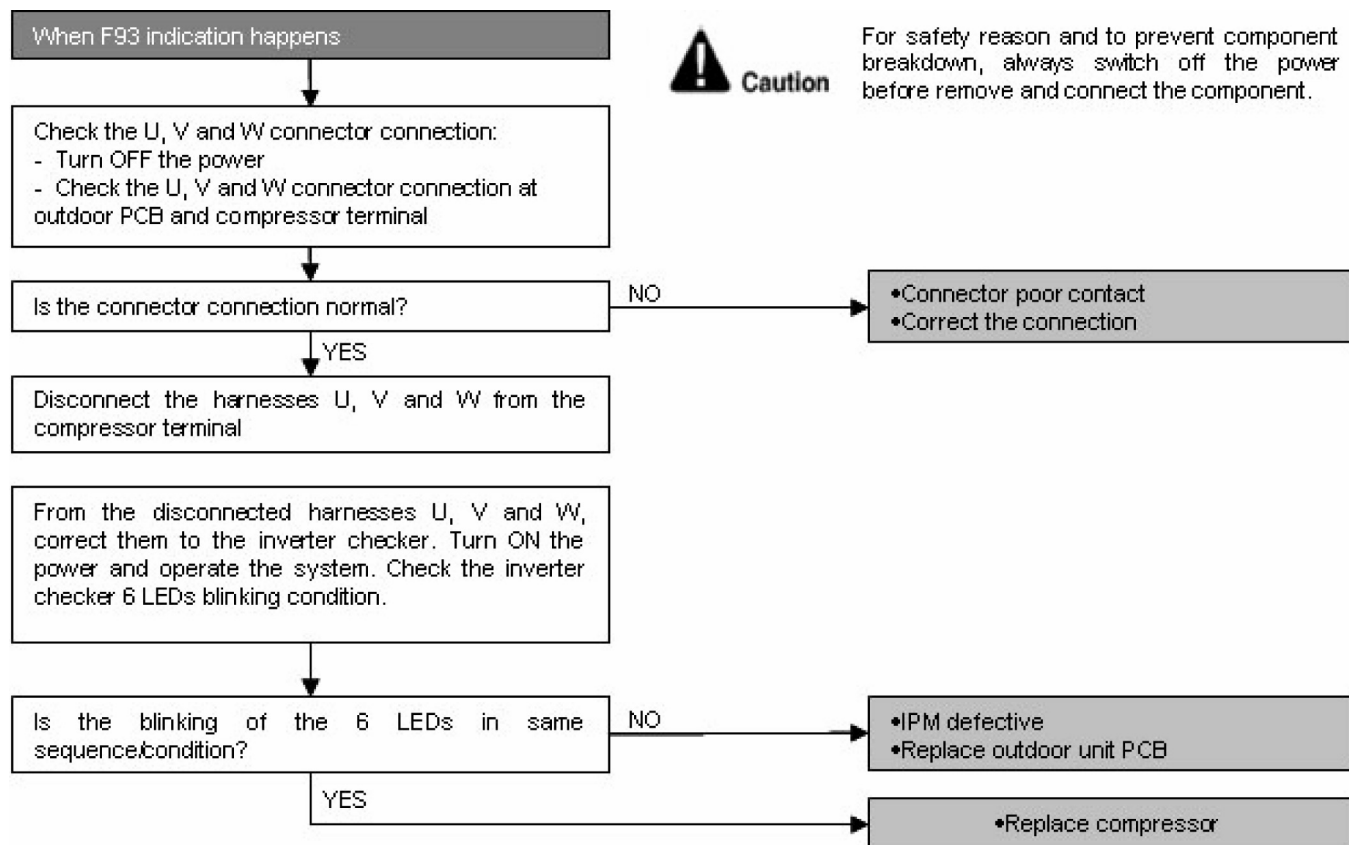 When F93 indication happens
Caution
For safety reason and to prevent component
breakdown, always switch off the power
before remove and connect the component.
Check the U, V and W connector connection:
- Turn OFF the power
- Check the U, V and W connector connection at
outdoor PCB and compressor terminal
Is the connector connection normal?
NO
•Connector poor contact
•Correct the connection
YES
Disconnect the harnesses U, V and W from the
compressor terminal
From the disconnected harnesses U, V and W,
correct them to the inverter checker. Turn ON the
power and operate the system. Check the inverter
checker 6 LEDs blinking condition.
Is the blinking of the 6 LEDs in same
sequence/condition?
NO
•IPM defective
•Replace outdoor unit PCB
YES
•Replace compressor